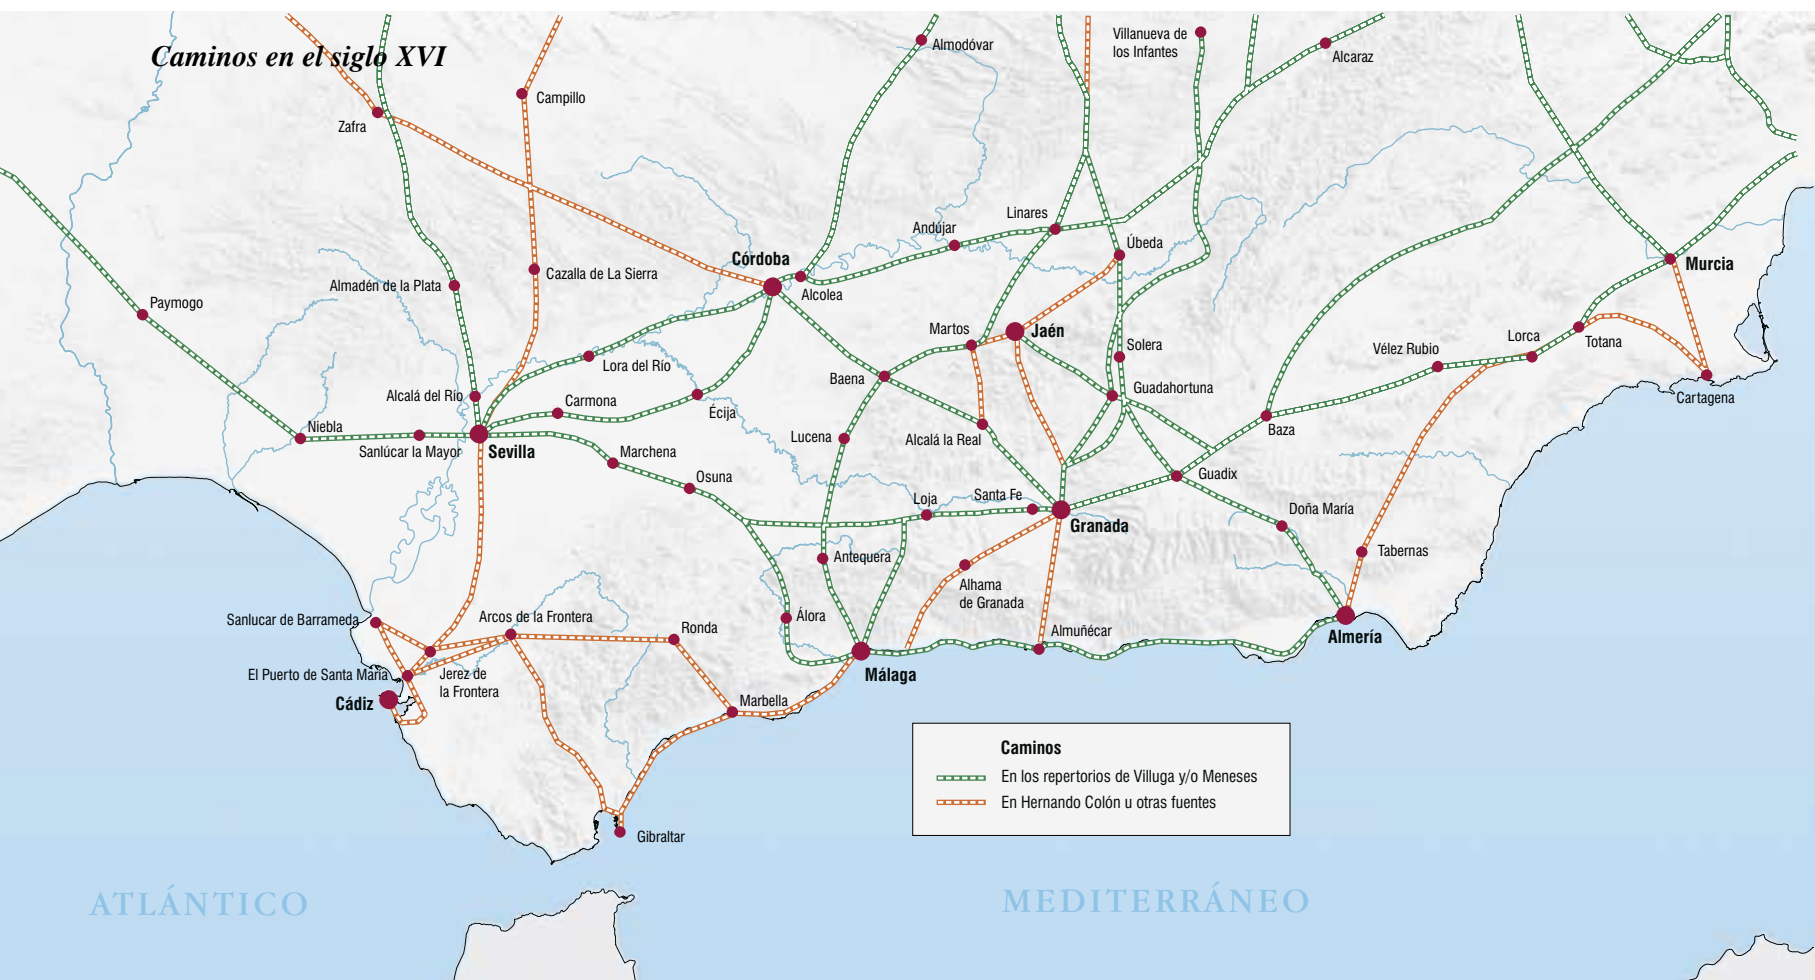 Caminos en el siglo XVI
Almodóvar
Villanueva de
los Infantes
Alcaraz
Campillo
Zafra
Linares
Andújar
Úbeda
Córdoba
Murcia
Cazalla de La Sierra
Almadén de la Plata
Alcolea
Paymogo
Martos
Jaén
Lorca
Totana
Solera
Vélez Rubio
Lora del Río
Baena
Guadahortuna
Alcalá del Río
Carmona
Écija
Cartagena
Niebla
Baza
Lucena
Alcalá la Real
Sanlúcar la Mayor
Sevilla
Marchena
Osuna
Guadix
Loja
Santa Fe
Doña María
Granada
Antequera
Tabernas
Alhama
de Granada
Sanlucar de Barrameda
Arcos de la Frontera
Álora
Ronda
Almuñécar
Almería
El Puerto de Santa María
Jerez de
la Frontera
Málaga
Cádiz
Marbella
Caminos
En los repertorios de Villuga y/o Meneses
En Hernando Colón u otras fuentes
Gibraltar
ATLÁNTICO
MEDITERRÁNEO